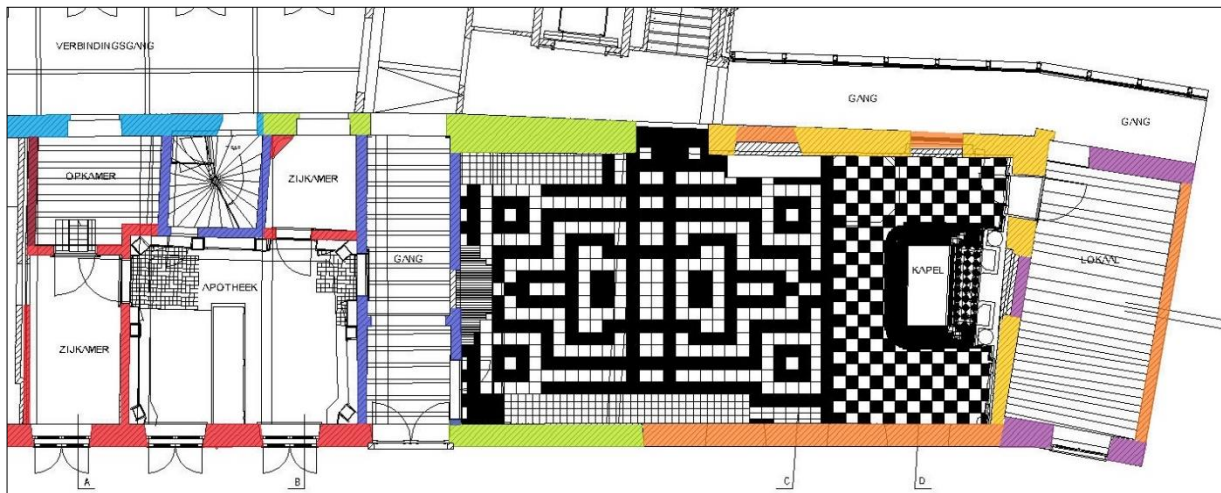 VERBINDINGSGANG
GANG
GANG
OPKAMER
ZIJKAMER
GANG
KAPEL
LOKAAL
APOTHEEK
ZIJKAMER
A
B
C
D